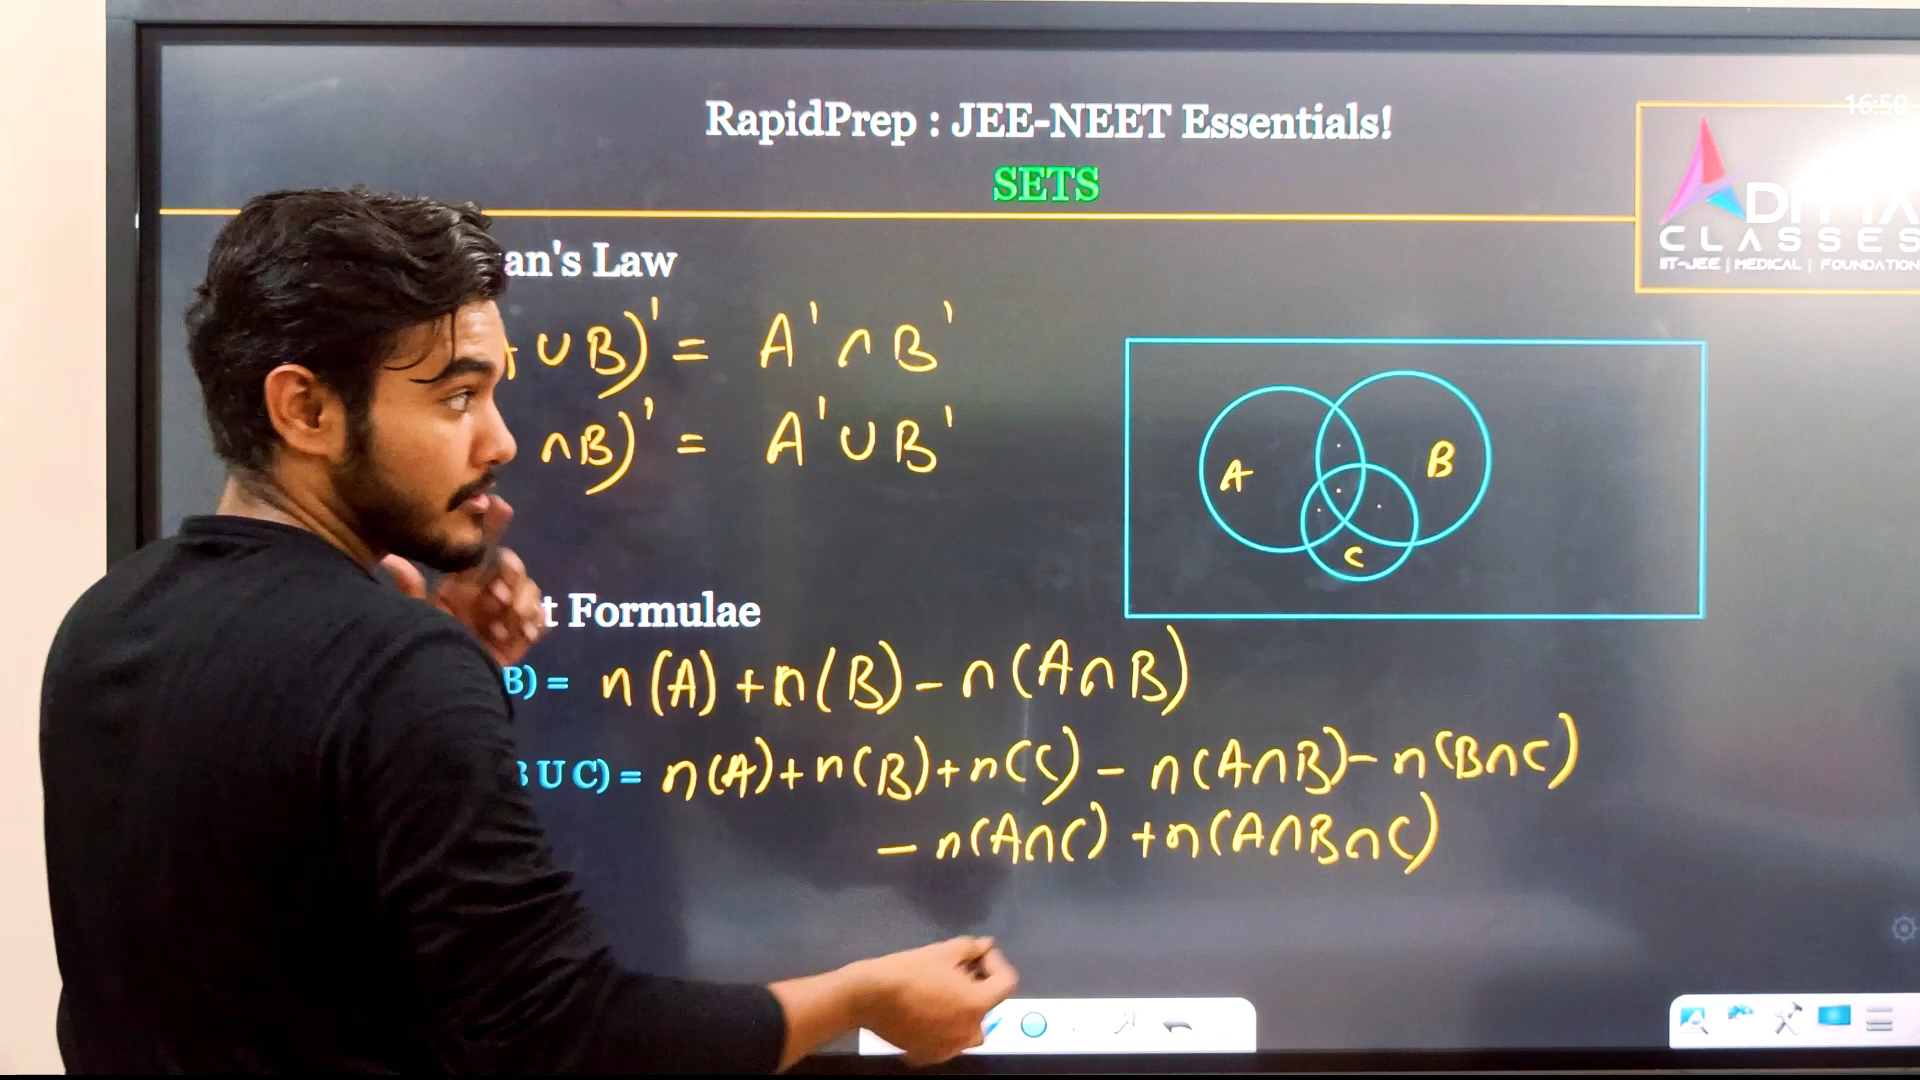 16:50
RapidPrep : JEE-NEET Essentials!
SETS
CLASSES
IIT-JEE | MEDICAL | FOUNDATION
an's Law
∪ B)' = A' ∩ B'
∩ B)' = A' ∪ B'
A B
C
t Formulae
B) = n(A) + n(B) - n(A∩B)
U C) = n(A) + n(B) + n(C) - n(A∩B) - n(B∩C)
- n(A∩C) + n(A∩B∩C)